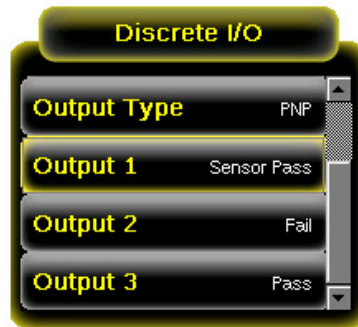 Discrete I/O
Output Type PNP
Output 1 Sensor Pass
Output 2 Fail
Output 3 Pass